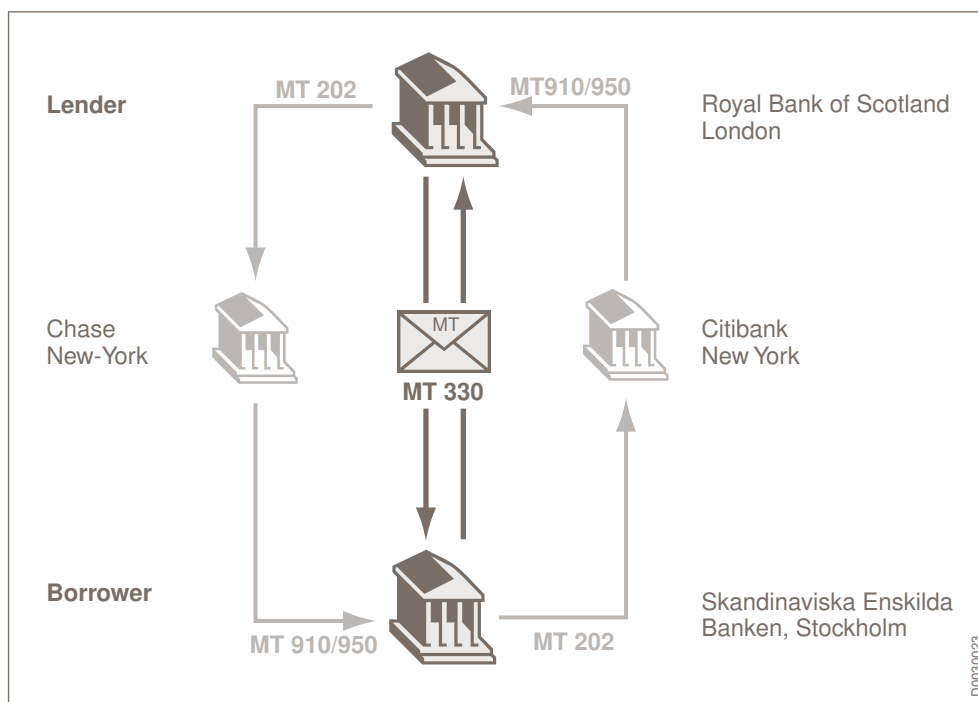 Lender
MT 202
MT910/950
Royal Bank of Scotland
London
Chase
New-York
MT
MT 330
Citibank
New York
Borrower
MT 910/950
MT 202
Skandinaviska Enskilda
Banken, Stockholm
D0030023